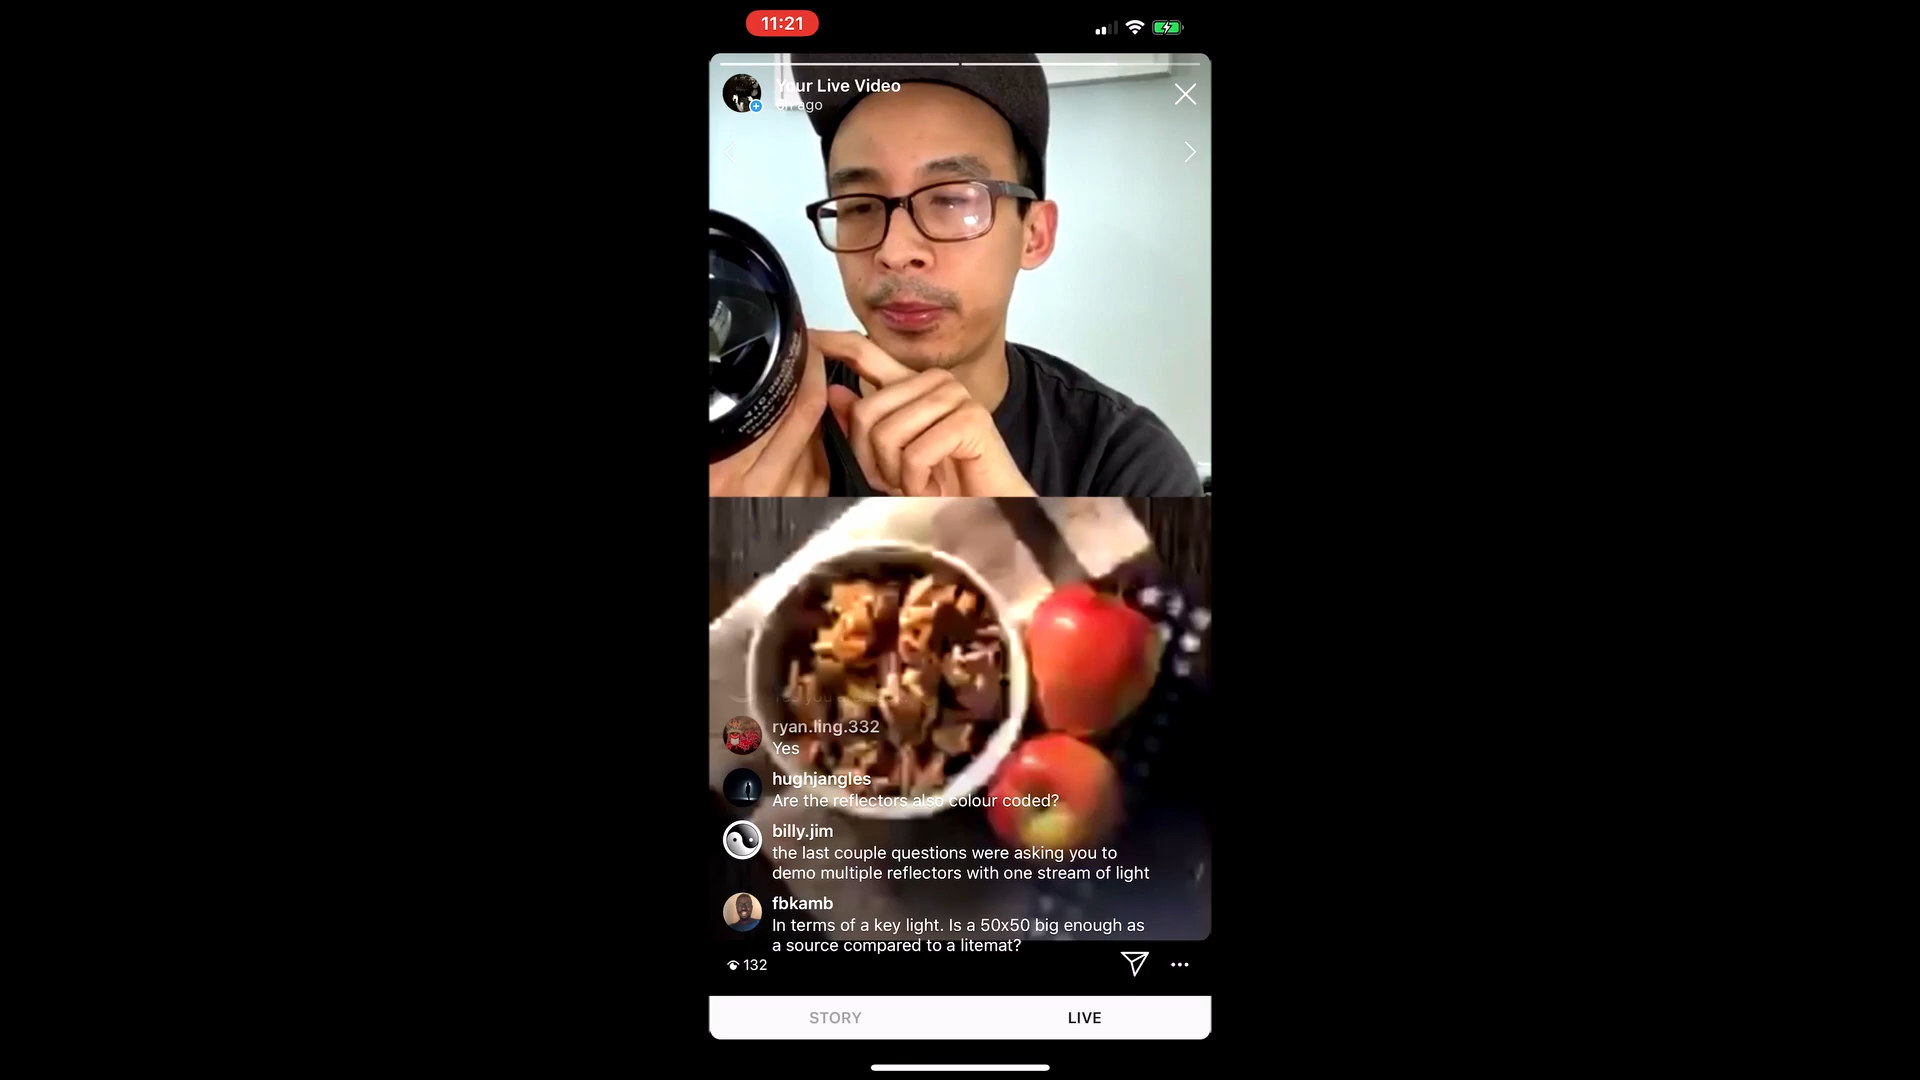 11:21
Your Live Video
ago
ryan.ling.332
Yes
hughjangles
Are the reflectors also colour coded?
billy.jim
the last couple questions were asking you to
demo multiple reflectors with one stream of light
fbkamb
In terms of a key light. Is a 50x50 big enough as
a source compared to a litemat?
132
STORY
LIVE